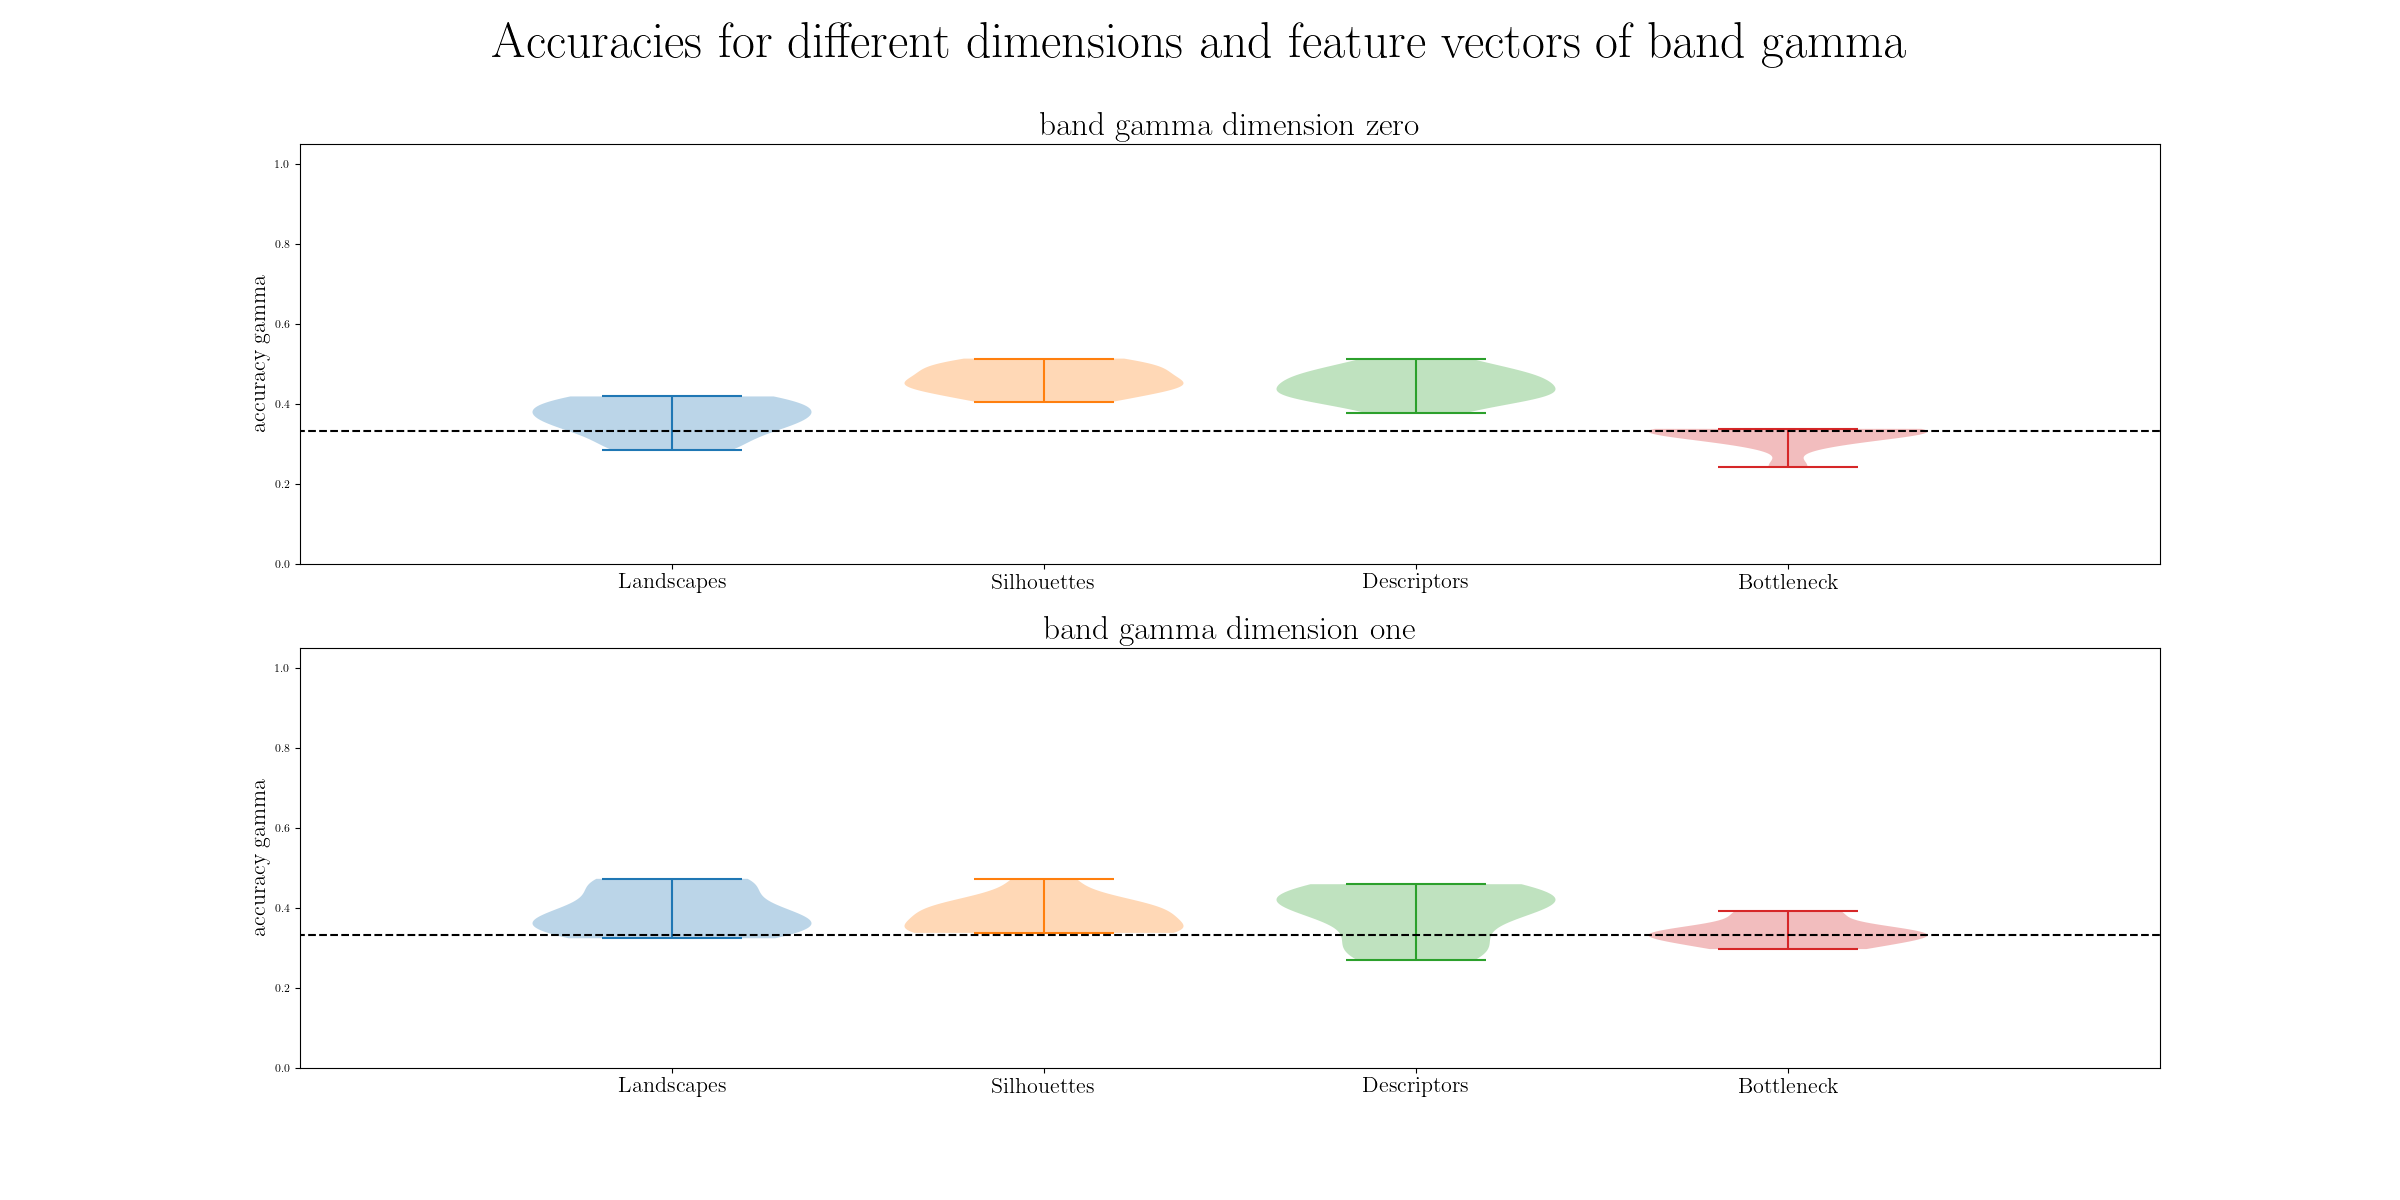 Accuracies for different dimensions and feature vectors of band gamma
band gamma dimension zero
accuracy gamma
1.0
0.8
0.6
0.4
0.2
0.0
Landscapes Silhouettes Descriptors Bottleneck
band gamma dimension one
accuracy gamma
1.0
0.8
0.6
0.4
0.2
0.0
Landscapes Silhouettes Descriptors Bottleneck